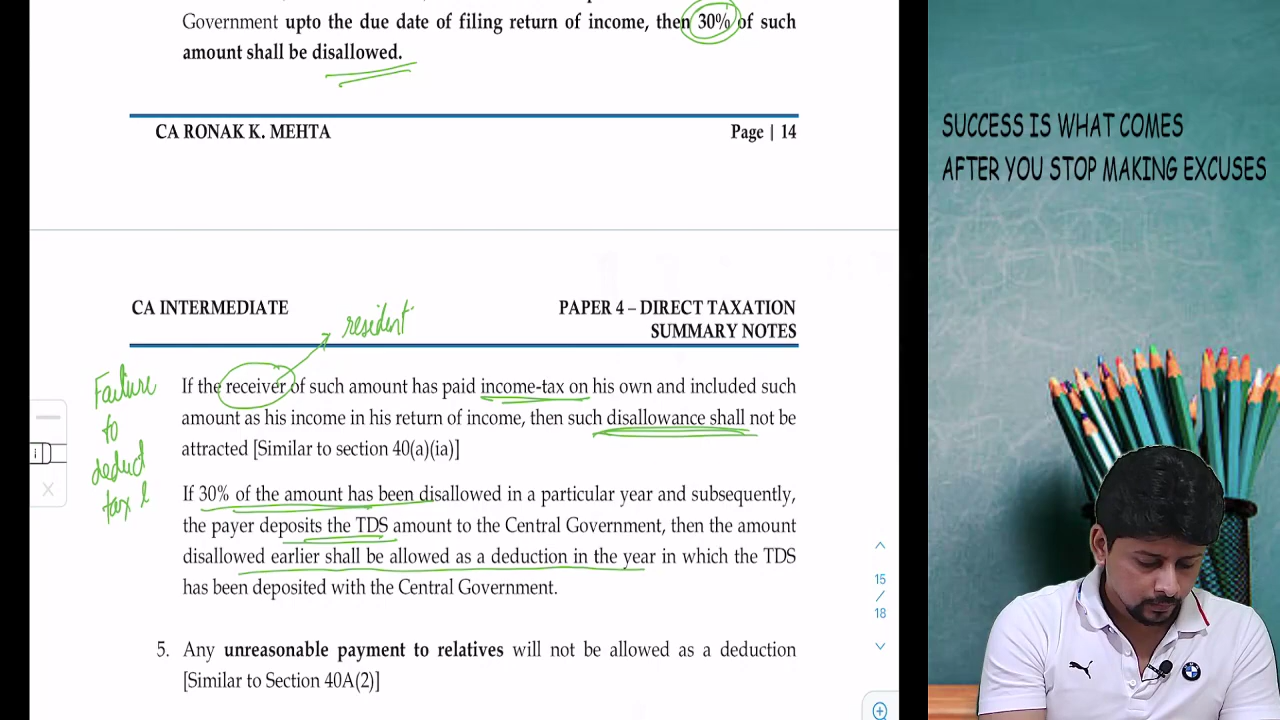 Government upto the due date of filing return of income, then 30% of such
amount shall be disallowed.
CA RONAK K. MEHTA
Page | 14
SUCCESS IS WHAT COMES
AFTER YOU STOP MAKING EXCUSES
CA INTERMEDIATE
PAPER 4 – DIRECT TAXATION
SUMMARY NOTES
resident
Failure
to
deduct
tax &
If the receiver of such amount has paid income-tax on his own and included such
amount as his income in his return of income, then such disallowance shall not be
attracted [Similar to section 40(a)(ia)]
If 30% of the amount has been disallowed in a particular year and subsequently,
the payer deposits the TDS amount to the Central Government, then the amount
disallowed earlier shall be allowed as a deduction in the year in which the TDS
has been deposited with the Central Government.
5. Any unreasonable payment to relatives will not be allowed as a deduction
[Similar to Section 40A(2)]
15
/
18